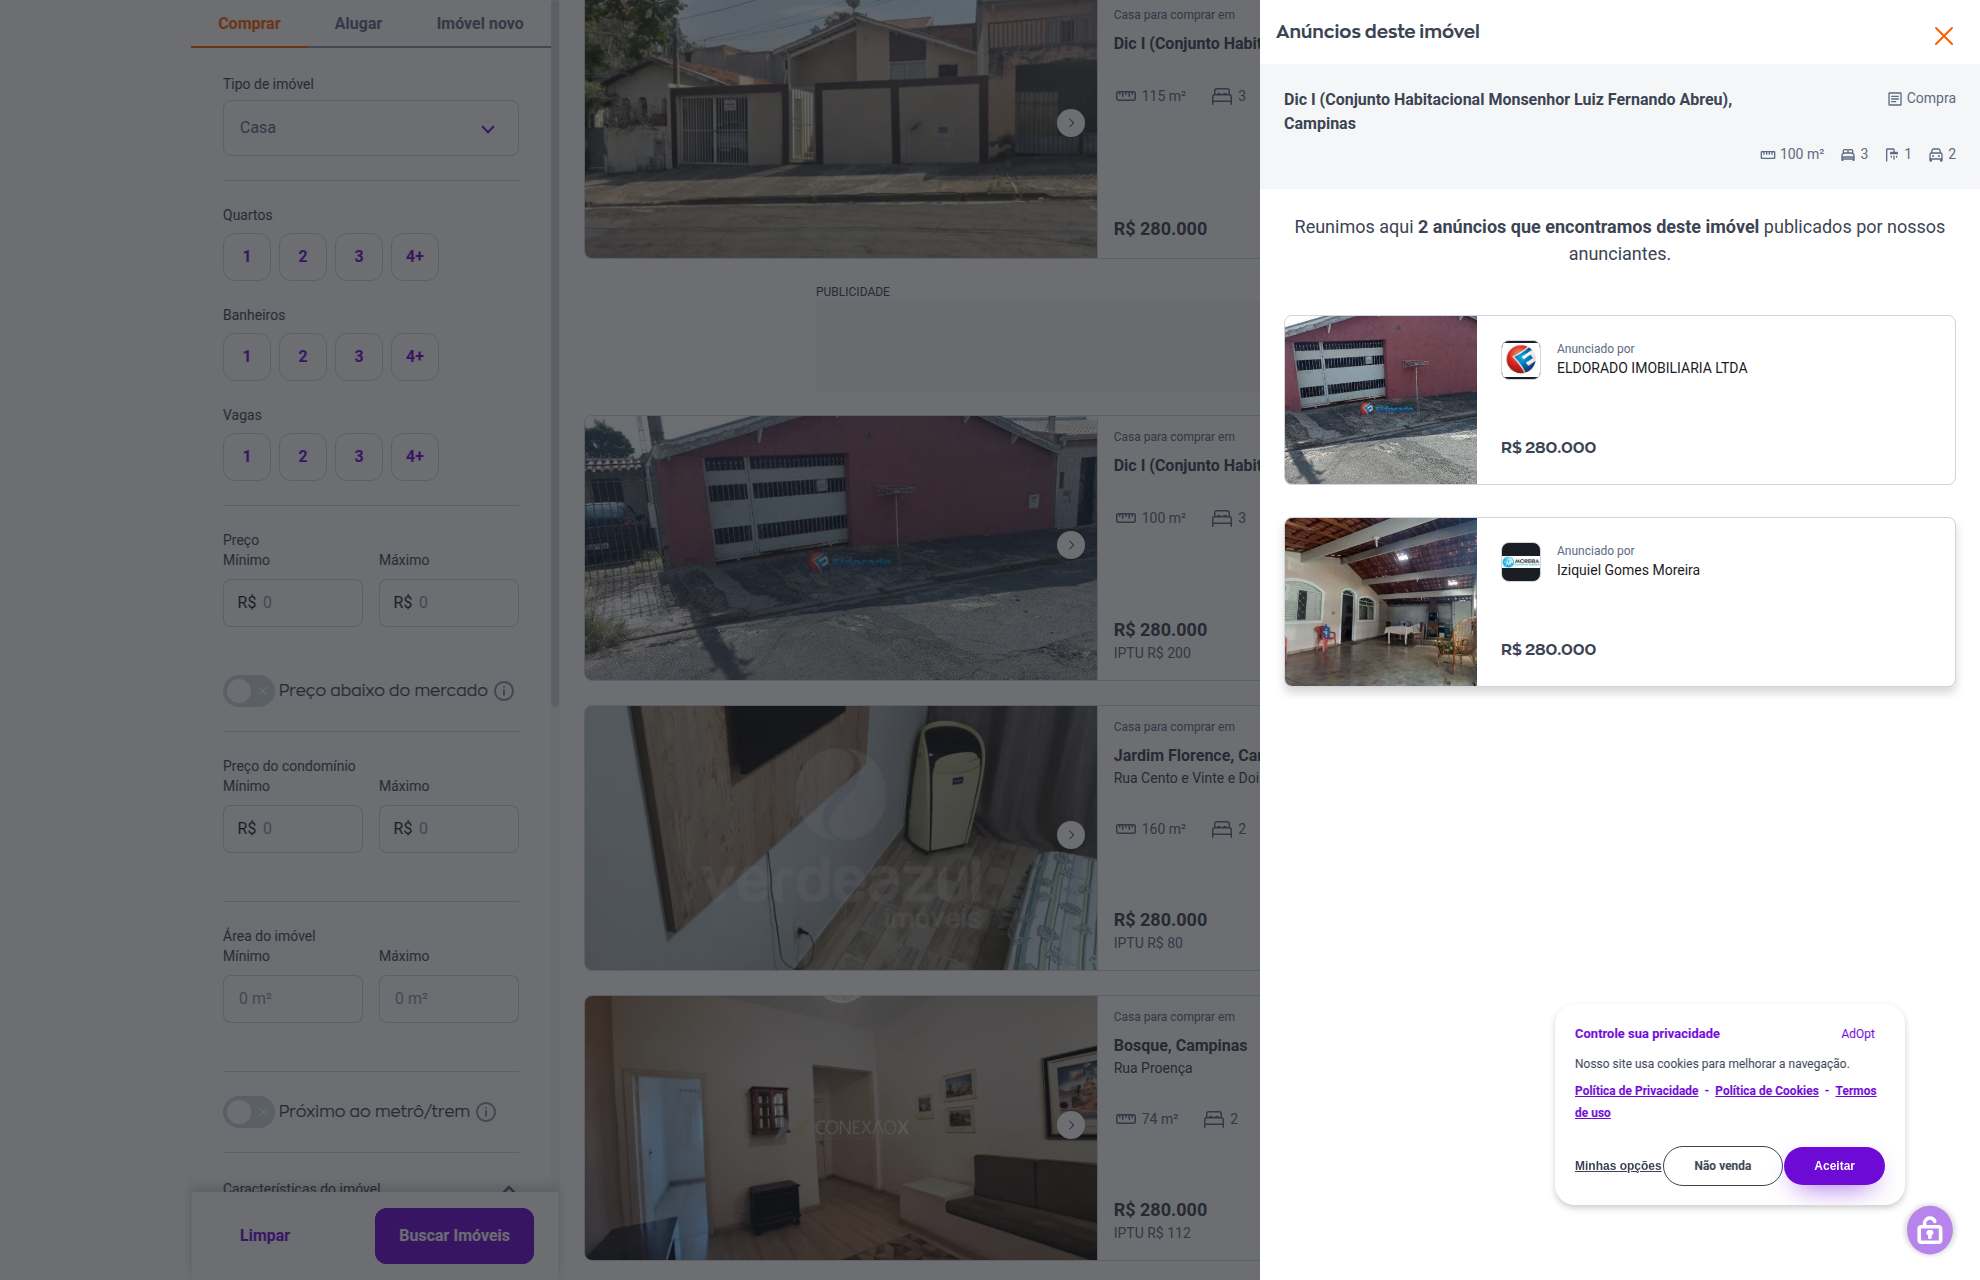 Comprar
Alugar
Imóvel novo
Tipo de imóvel
Casa
Quartos
1
2
3
4+
Banheiros
1
2
3
4+
Vagas
1
2
3
4+
Preço
Mínimo
Máximo
R$ 0
R$ 0
Preço abaixo do mercado
Preço do condomínio
Mínimo
Máximo
R$ 0
R$ 0
Área do imóvel
Mínimo
Máximo
0 m²
0 m²
Próximo ao metrô/trem
Características do imóvel
Limpar
Buscar Imóveis
Casa para comprar em
Dic I (Conjunto Habit
115 m²
3
R$ 280.000
PUBLICIDADE
Eldorado
Casa para comprar em
Dic I (Conjunto Habit
100 m²
3
R$ 280.000
IPTU R$ 200
verdeazul
imóveis
Casa para comprar em
Jardim Florence, Ca
Rua Cento e Vinte e Doi
160 m²
2
R$ 280.000
IPTU R$ 80
CONEXAOX
Casa para comprar em
Bosque, Campinas
Rua Proença
74 m²
2
R$ 280.000
IPTU R$ 112
Anúncios deste imóvel
Dic I (Conjunto Habitacional Monsenhor Luiz Fernando Abreu),
Campinas
Compra
100 m²
3
1
2
Reunimos aqui 2 anúncios que encontramos deste imóvel publicados por nossos
anunciantes.
Eldorado
Anunciado por
ELDORADO IMOBILIARIA LTDA
R$ 280.000
MOREIRA
Anunciado por
Iziquiel Gomes Moreira
R$ 280.000
Controle sua privacidade
AdOpt
Nosso site usa cookies para melhorar a navegação.
Política de Privacidade - Política de Cookies - Termos
de uso
Minhas opções
Não venda
Aceitar